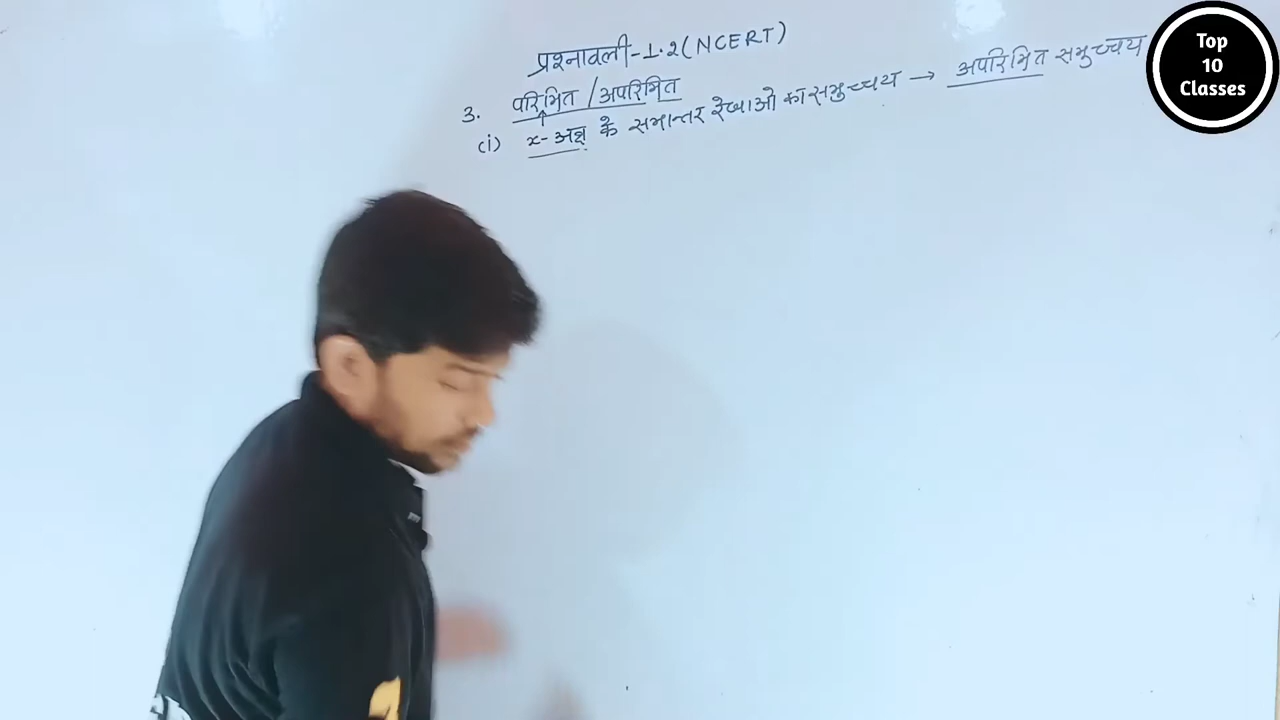 प्रश्नावली-1.2(NCERT)
3. परिमित /अपरिमित
(i) x-अक्ष के समान्तर रेखाओ का समुच्चय → अपरिमित समुच्चय
Top
10
Classes